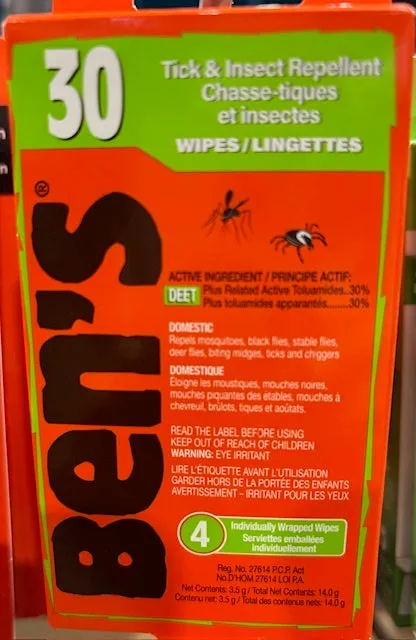 30
Tick & Insect Repellent
Chasse-tiques
et insectes
WIPES/LINGETTES
Ben's®
ACTIVE INGREDIENT / PRINCIPE ACTIF:
DEET Plus Related Active Toluamides..30%
Plus toluamides apparantés........30%
DOMESTIC
Repels mosquitoes, black flies, stable flies,
deer flies, biting midges, ticks and chiggers
DOMESTIQUE
Éloigne les moustiques, mouches noires,
mouches piquantes des étables, mouches à
chevreuil, brûlots, tiques et aoûtats.
READ THE LABEL BEFORE USING
KEEP OUT OF REACH OF CHILDREN
WARNING: EYE IRRITANT
LIRE L'ÉTIQUETTE AVANT L'UTILISATION
GARDER HORS DE LA PORTÉE DES ENFANTS
AVERTISSEMENT - IRRITANT POUR LES YEUX
4
Individually Wrapped Wipes
Serviettes emballées
individuellement
Reg. No. 27614 P.C.P. Act
No.D'HOM 27614 LOI P.A.
Net Contents: 3.5 g / Total Net Contents: 14.0 g
Contenu net: 3.5 g / Total des contenus nets: 14.0 g